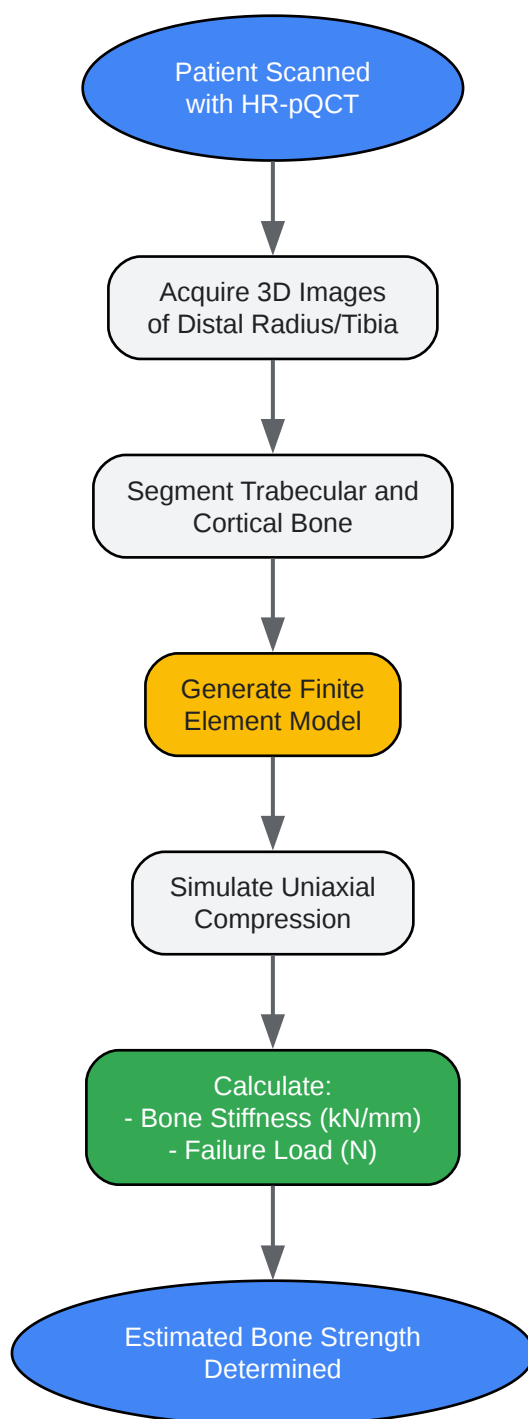 Patient Scanned
with HR-pQCT
Acquire 3D Images
of Distal Radius/Tibia
Segment Trabecular and
Cortical Bone
Generate Finite
Element Model
Simulate Uniaxial
Compression
Calculate:
- Bone Stiffness (kN/mm)
- Failure Load (N)
Estimated Bone Strength
Determined